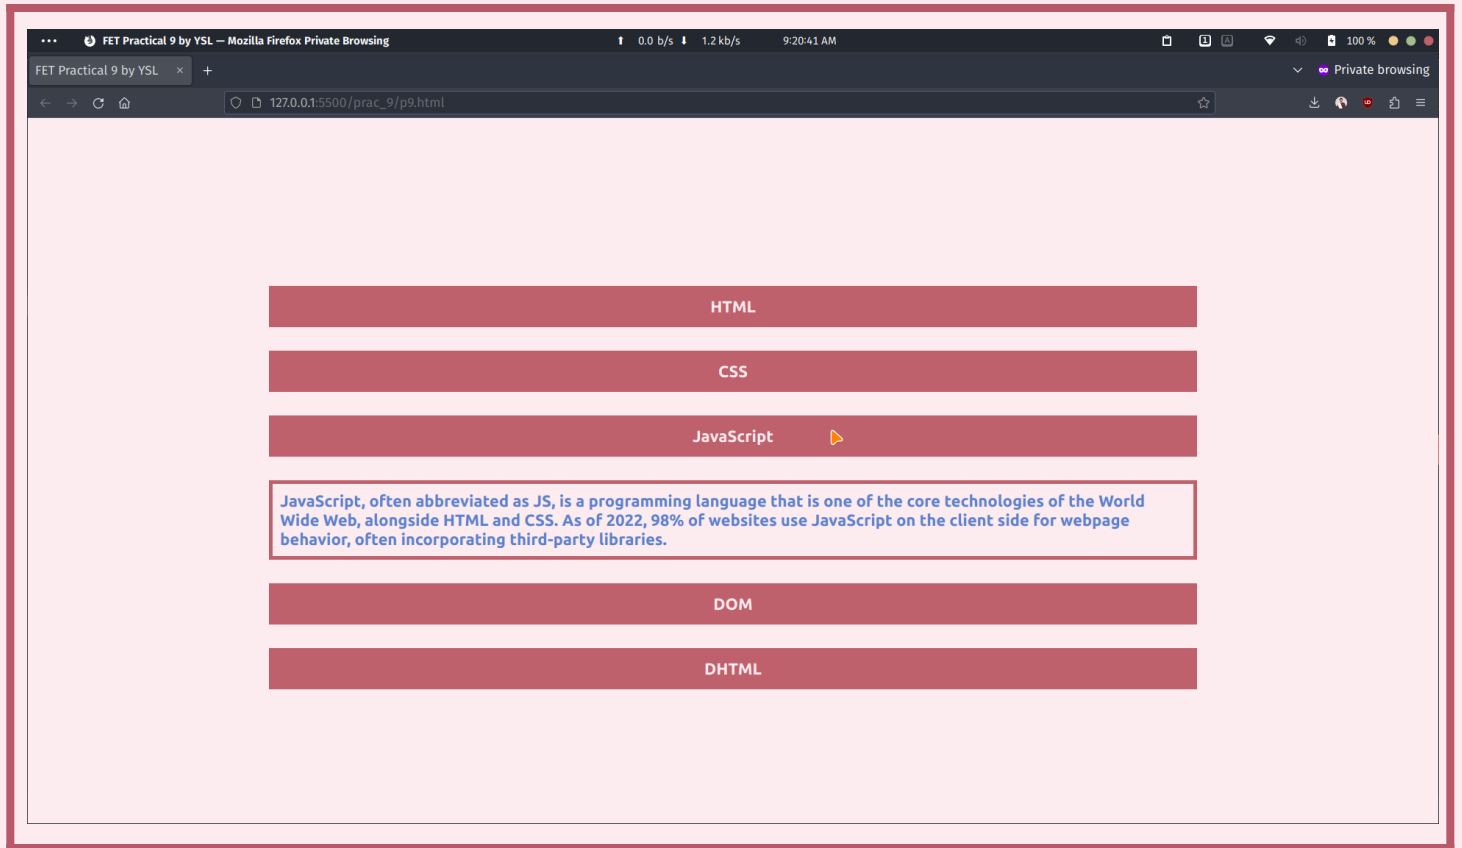 FET Practical 9 by YSL — Mozilla Firefox Private Browsing
0.0 b/s 1.2 kb/s 9:20:41 AM
1 A 100 %
FET Practical 9 by YSL × +
Private browsing
127.0.0.1:5500/prac_9/p9.html
HTML
CSS
JavaScript
JavaScript, often abbreviated as JS, is a programming language that is one of the core technologies of the World
Wide Web, alongside HTML and CSS. As of 2022, 98% of websites use JavaScript on the client side for webpage
behavior, often incorporating third-party libraries.
DOM
DHTML